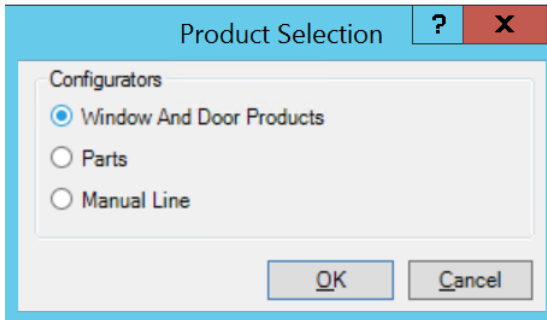 Product Selection ? X
Configurators
Window And Door Products
Parts
Manual Line
OK Cancel